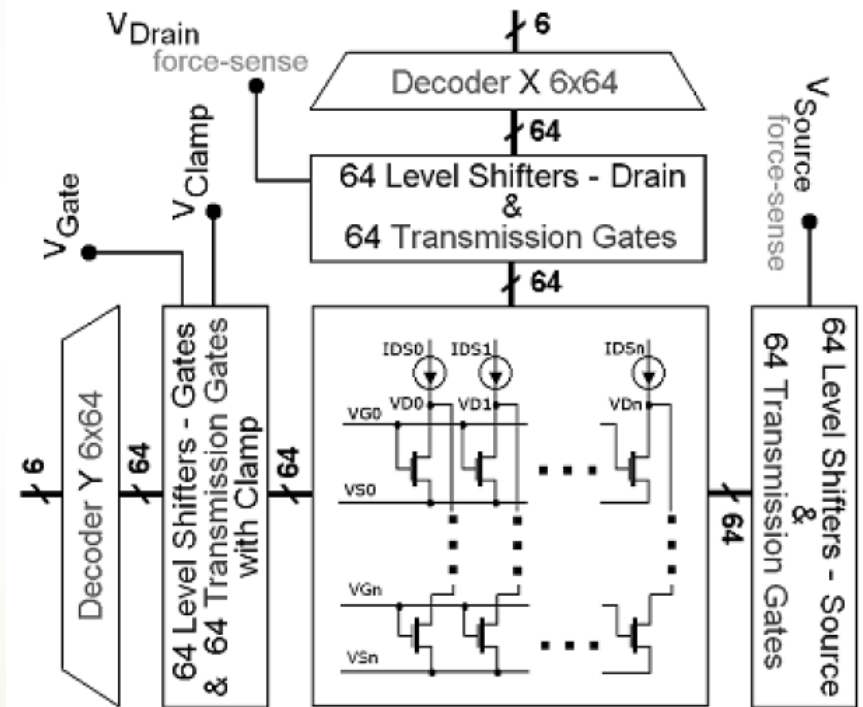 VDrain
force-sense
6
Decoder X 6x64
64
64 Level Shifters - Drain
&
64 Transmission Gates
64
VGate
VClamp
VSource
force-sense
6
Decoder Y 6x64
64
64 Level Shifters - Gates
& 64 Transmission Gates
with Clamp
64
IDS0 IDS1 IDSn
VD0 VD1 VDn
VG0
VS0
VGn
VSn
64
64 Level Shifters - Source
&
64 Transmission Gates